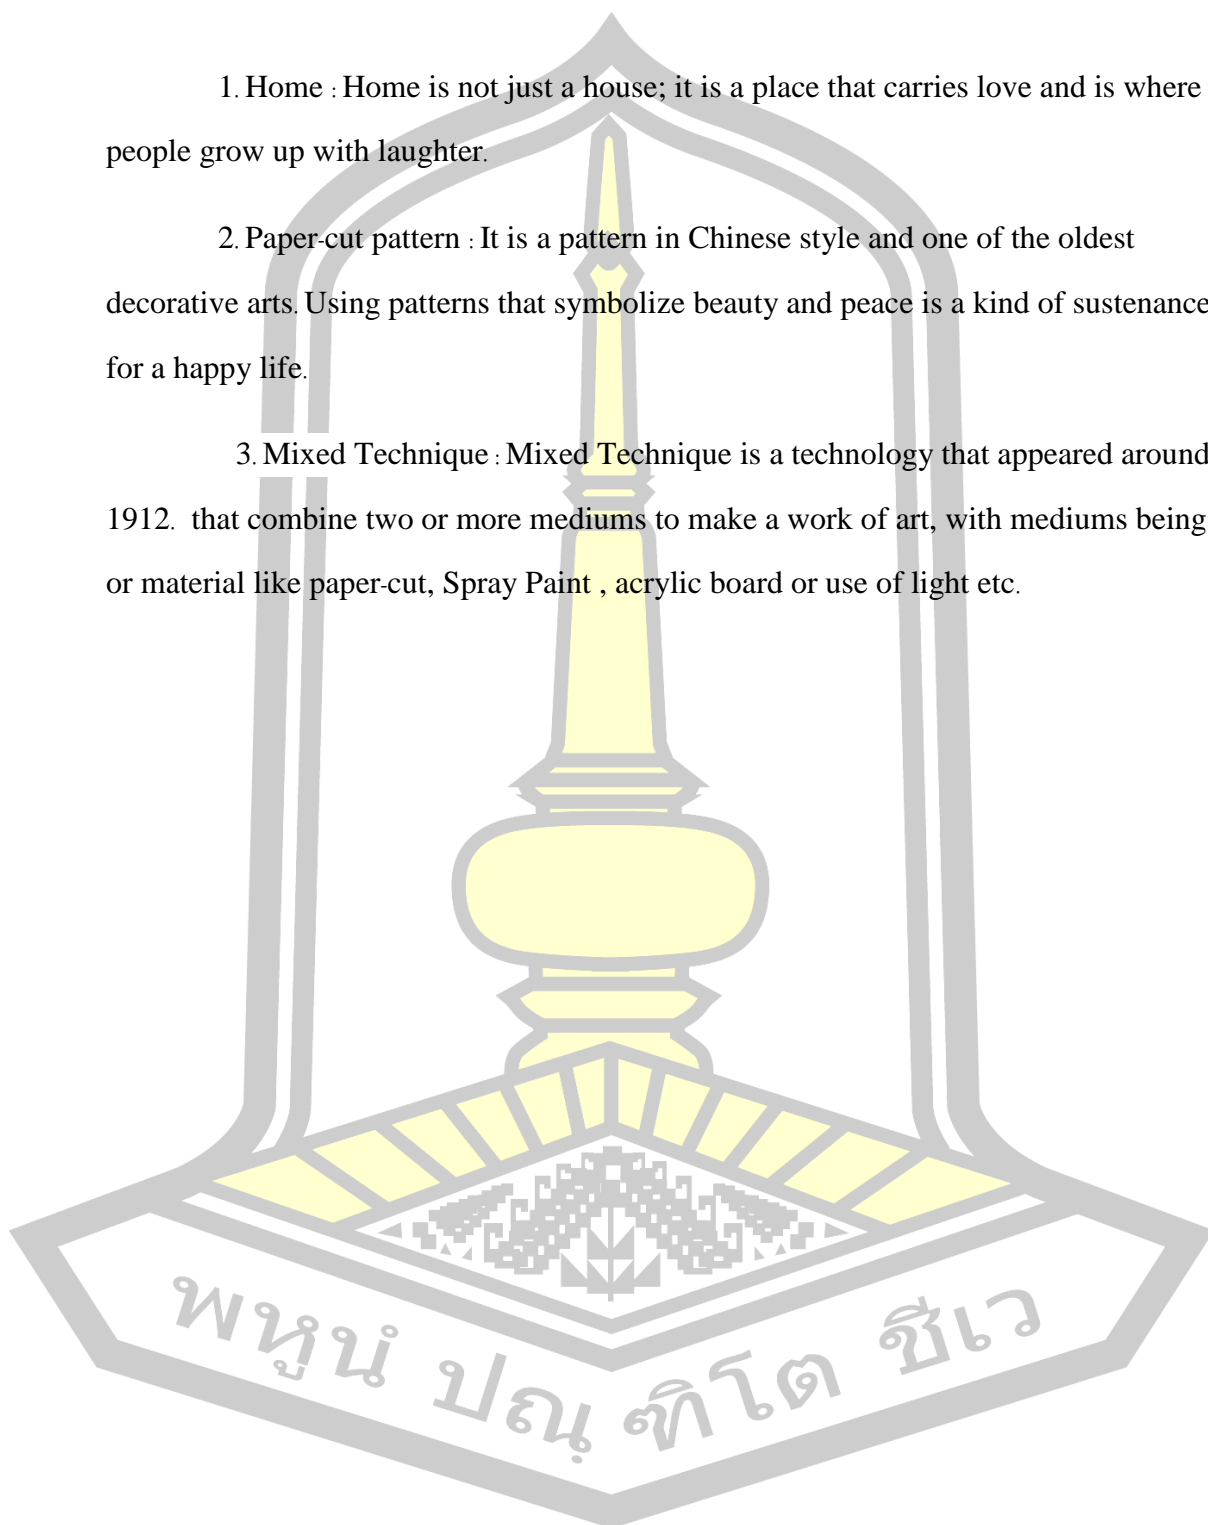 1. Home : Home is not just a house; it is a place that carries love and is where
people grow up with laughter.
2. Paper-cut pattern : It is a pattern in Chinese style and one of the oldest
decorative arts. Using patterns that symbolize beauty and peace is a kind of sustenance
for a happy life.
3. Mixed Technique : Mixed Technique is a technology that appeared around
1912. that combine two or more mediums to make a work of art, with mediums being
or material like paper-cut, Spray Paint , acrylic board or use of light etc.
พหูนํ ปณฺฑิโต ชีเว